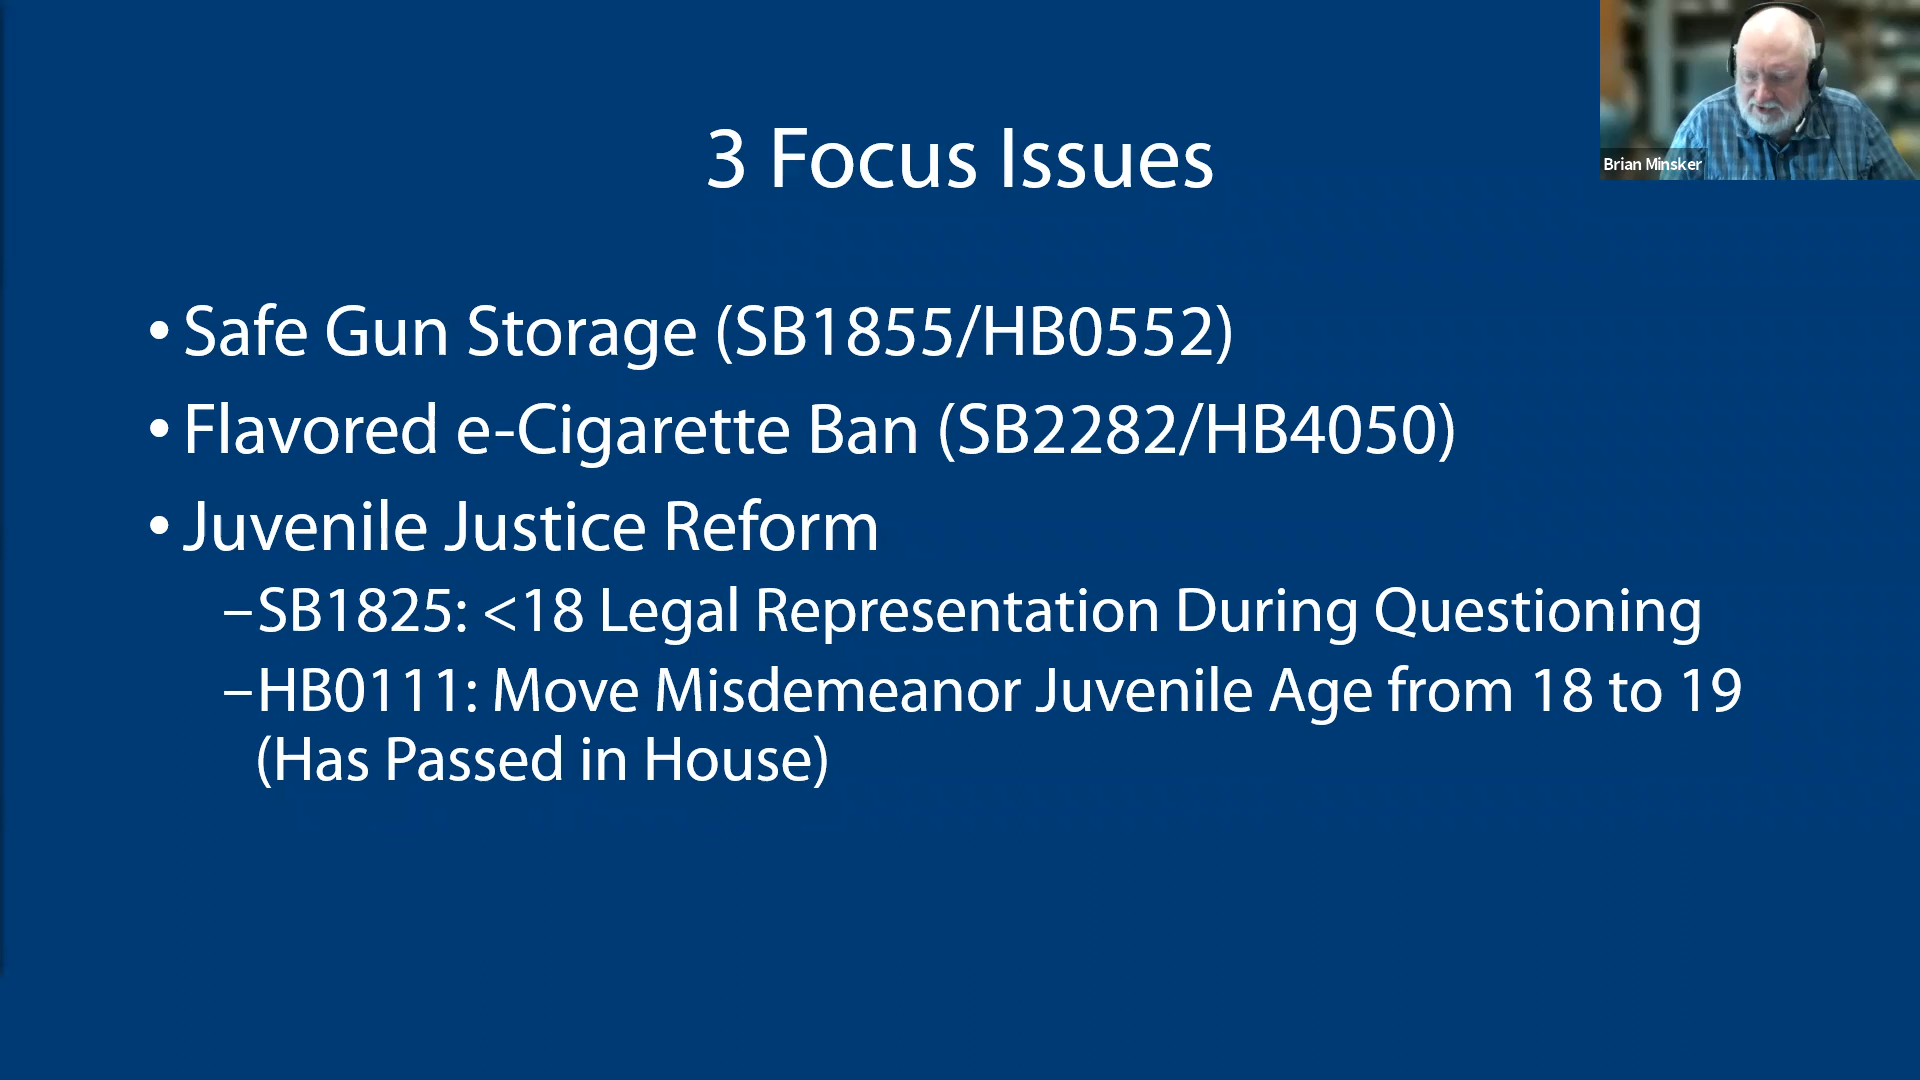 3 Focus Issues
Brian Minsker
• Safe Gun Storage (SB1855/HB0552)
• Flavored e-Cigarette Ban (SB2282/HB4050)
• Juvenile Justice Reform
–SB1825: <18 Legal Representation During Questioning
–HB0111: Move Misdemeanor Juvenile Age from 18 to 19
(Has Passed in House)